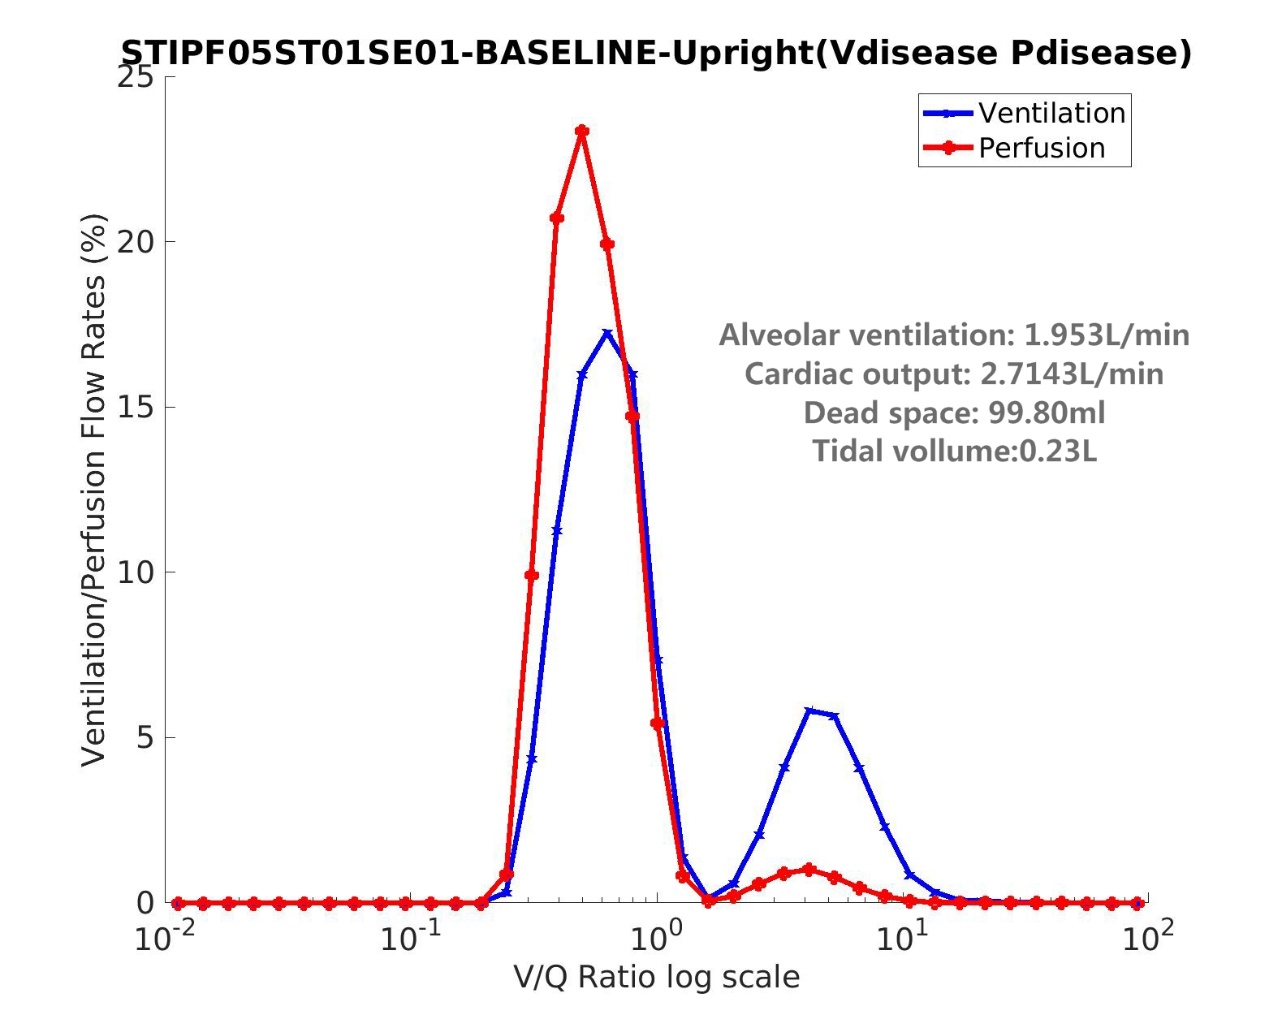 STIPF05ST01SE01-BASELINE-Upright(Vdisease Pdisease)
25
Ventilation
Perfusion
20
15
10
5
0
Ventilation/Perfusion Flow Rates (%)
Alveolar ventilation: 1.953L/min
Cardiac output: 2.7143L/min
Dead space: 99.80ml
Tidal vollume:0.23L
10-2 10-1 100 101 102
V/Q Ratio log scale